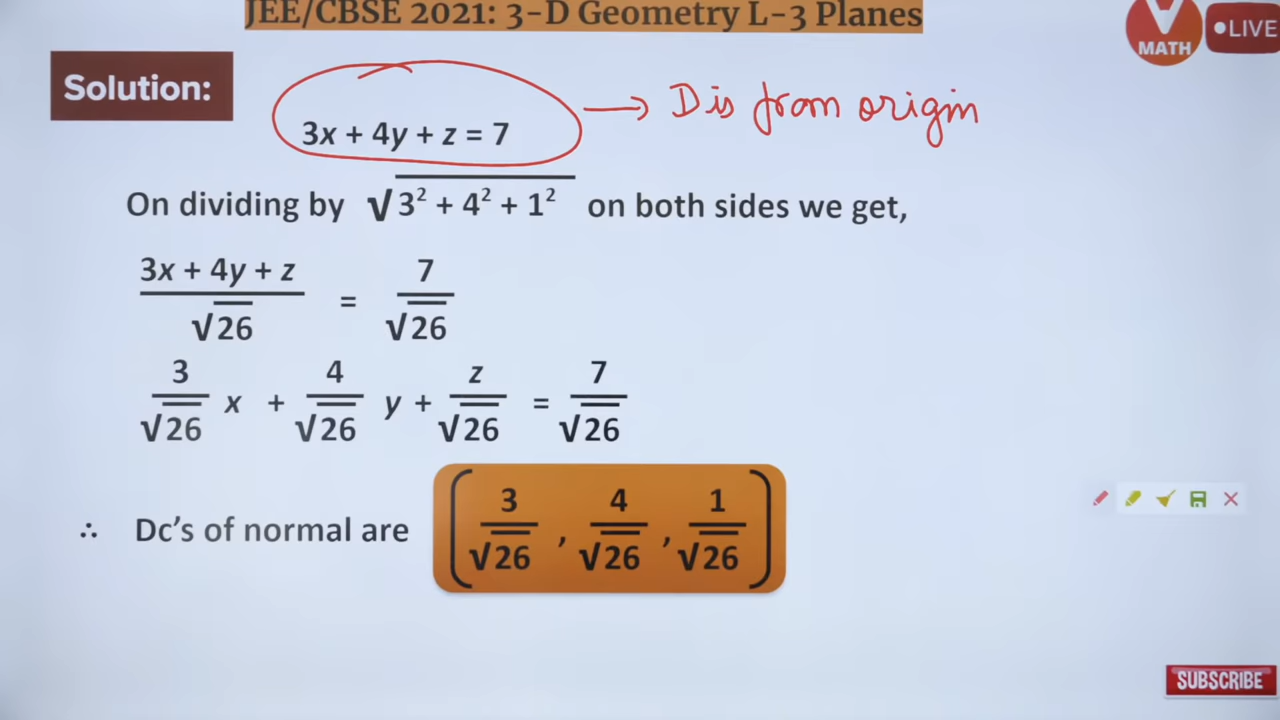 JEE/CBSE 2021: 3-D Geometry L-3 Planes
V MATH
●LIVE
Solution:
3x + 4y + z = 7
→ Dis from origin
On dividing by √(3² + 4² + 1²) on both sides we get,
(3x + 4y + z)/√26 = 7/√26
3/√26 x + 4/√26 y + z/√26 = 7/√26
∴ Dc's of normal are (3/√26, 4/√26, 1/√26)
SUBSCRIBE